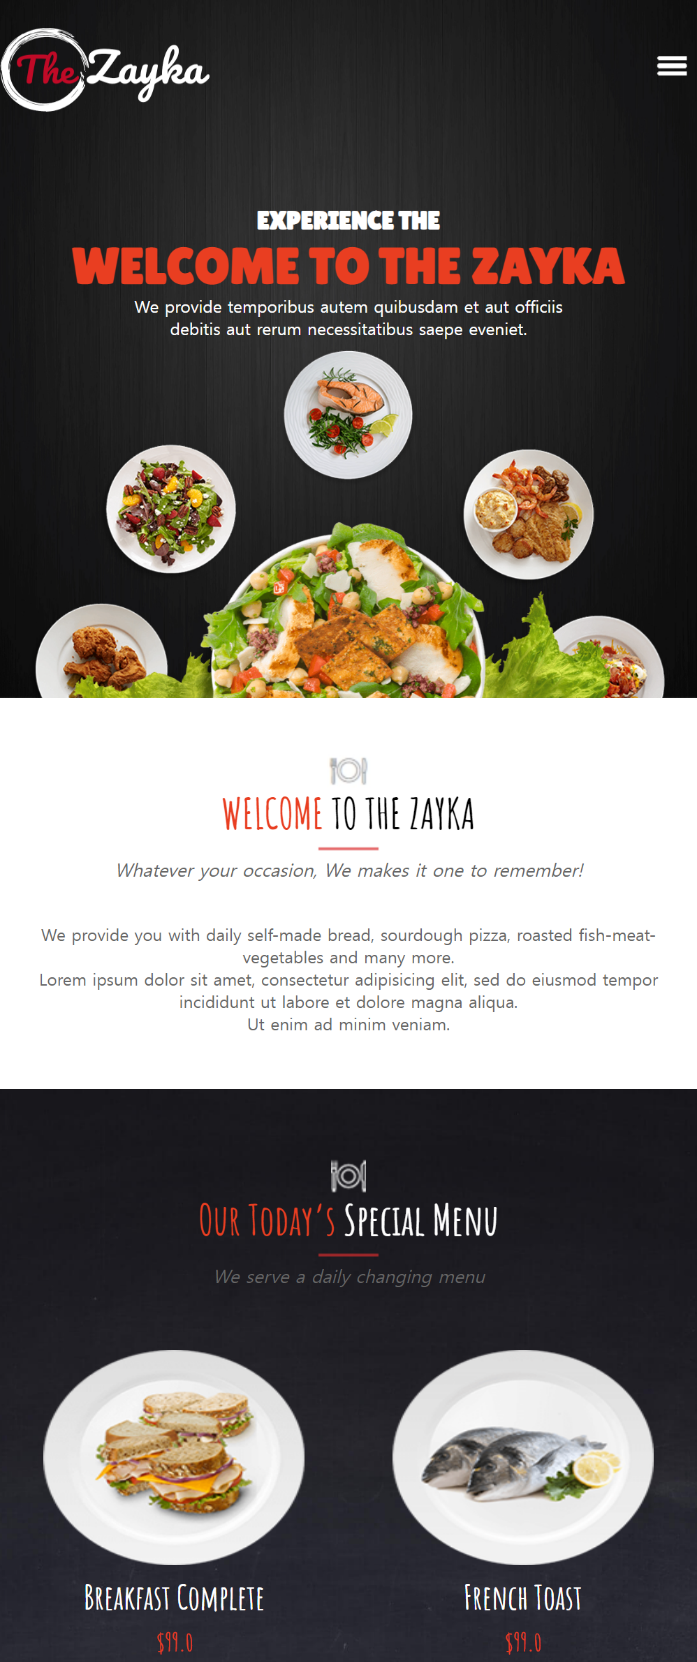 The Zayka
EXPERIENCE THE
WELCOME TO THE ZAYKA
We provide temporibus autem quibusdam et aut officiis
debitis aut rerum necessitatibus saepe eveniet.
WELCOME TO THE ZAYKA
Whatever your occasion, We makes it one to remember!
We provide you with daily self-made bread, sourdough pizza, roasted fish-meat-
vegetables and many more.
Lorem ipsum dolor sit amet, consectetur adipisicing elit, sed do eiusmod tempor
incididunt ut labore et dolore magna aliqua.
Ut enim ad minim veniam.
Our Today's Special Menu
We serve a daily changing menu
Breakfast Complete
$99.0
French Toast
$99.0